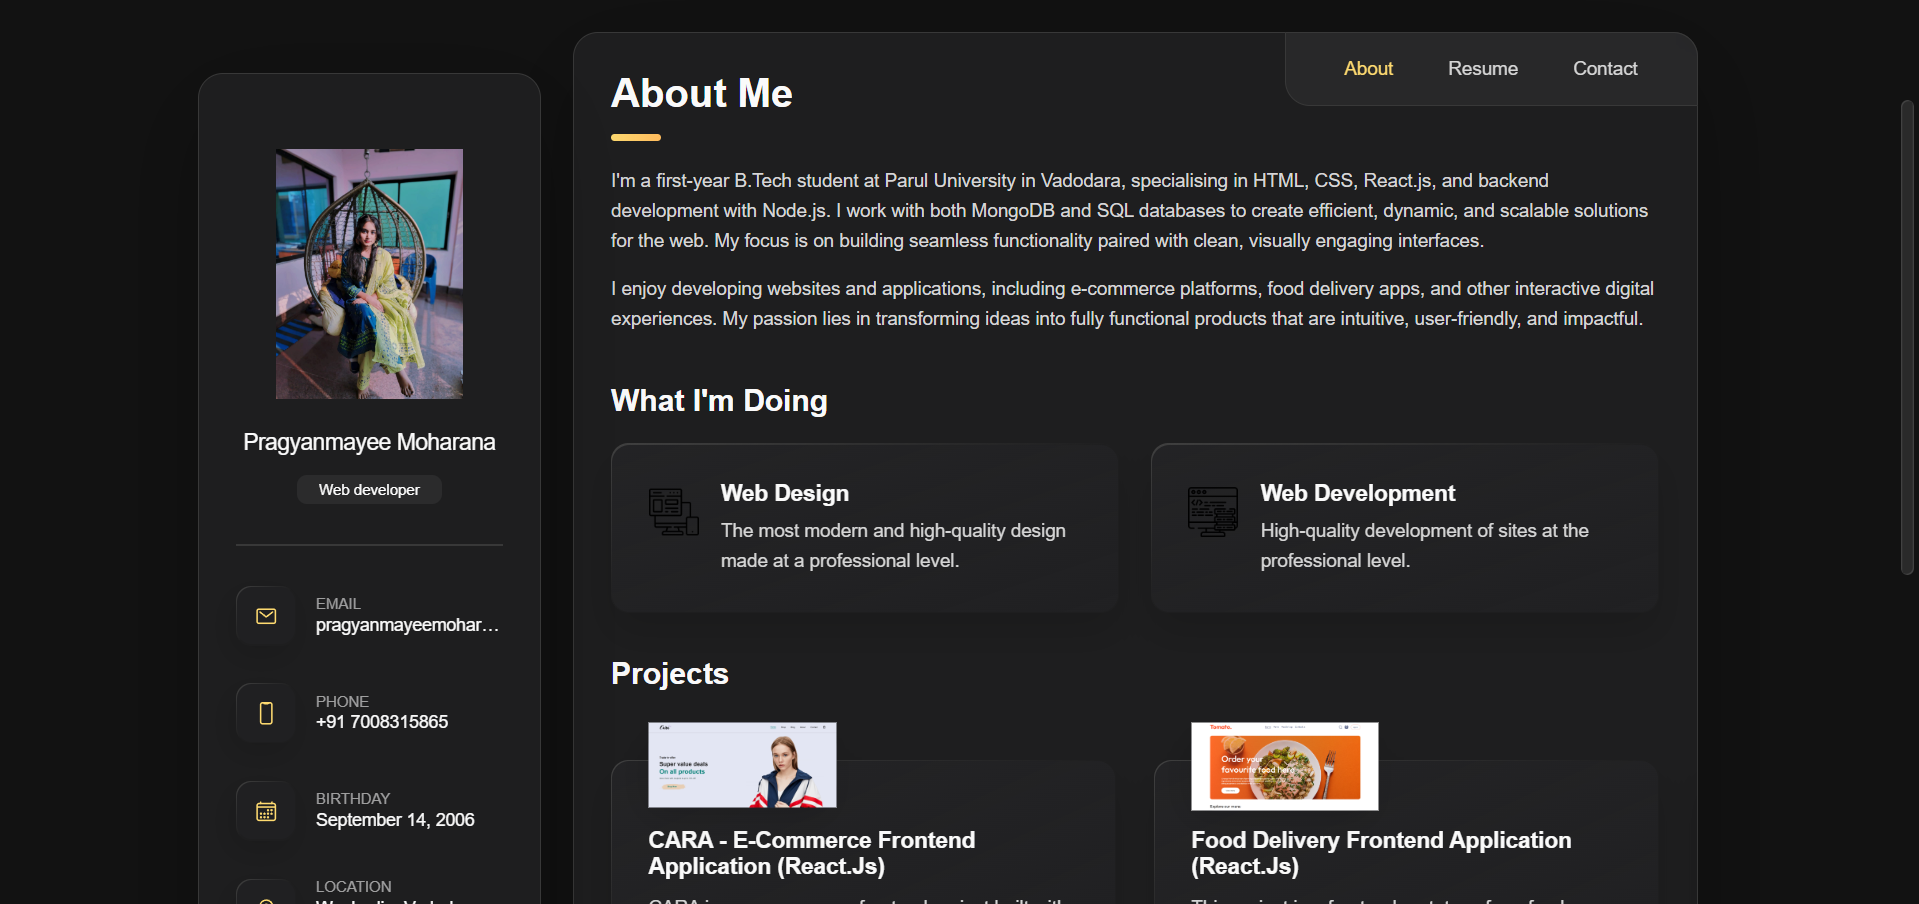 About
Resume
Contact
About Me
I'm a first-year B.Tech student at Parul University in Vadodara, specialising in HTML, CSS, React.js, and backend
development with Node.js. I work with both MongoDB and SQL databases to create efficient, dynamic, and scalable solutions
for the web. My focus is on building seamless functionality paired with clean, visually engaging interfaces.
I enjoy developing websites and applications, including e-commerce platforms, food delivery apps, and other interactive digital
experiences. My passion lies in transforming ideas into fully functional products that are intuitive, user-friendly, and impactful.
Pragyanmayee Moharana
Web developer
EMAIL
pragyanmayeemohar…
PHONE
+91 7008315865
BIRTHDAY
September 14, 2006
LOCATION
What I'm Doing
Web Design
The most modern and high-quality design
made at a professional level.
Web Development
High-quality development of sites at the
professional level.
Projects
Super value deals
On all products
CARA - E-Commerce Frontend
Application (React.Js)
Tomato.
Order your
favourite food here
Food Delivery Frontend Application
(React.Js)